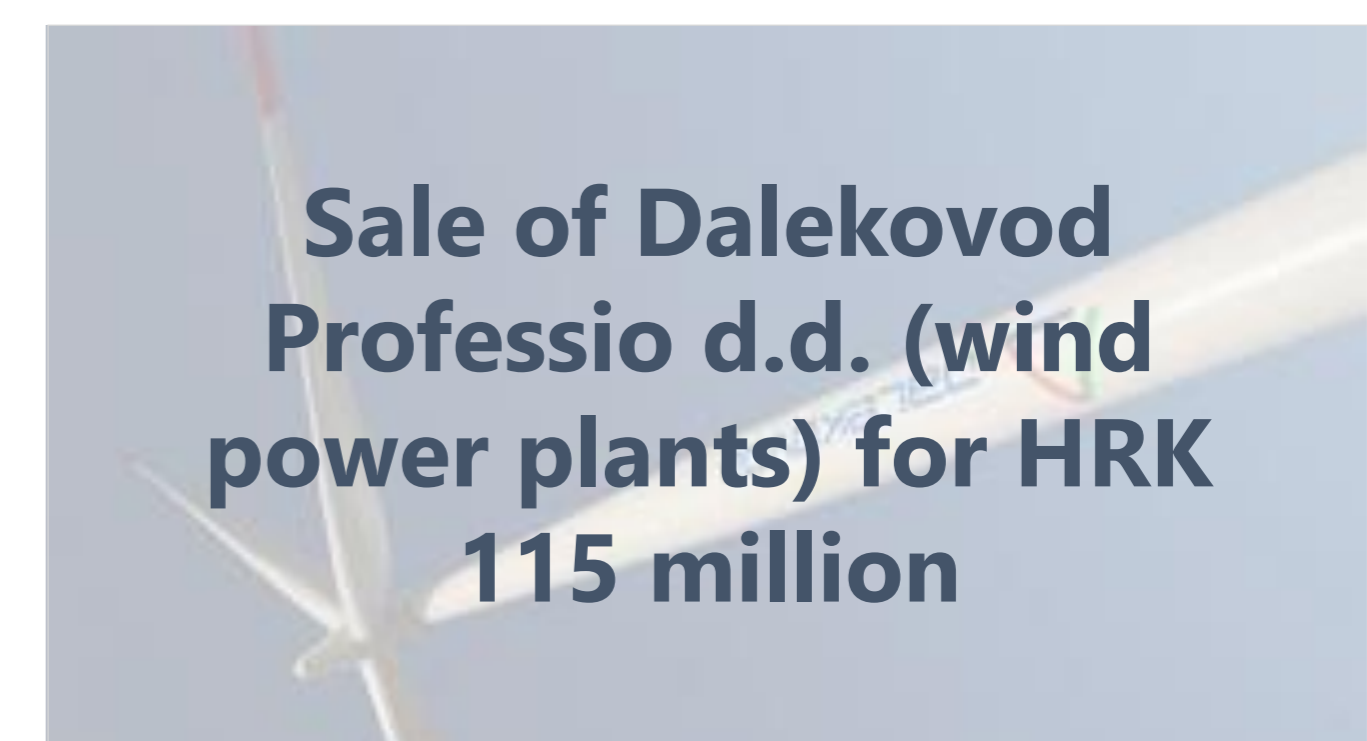 Sale of Dalekovod
Professio d.d. (wind
power plants) for HRK
115 million